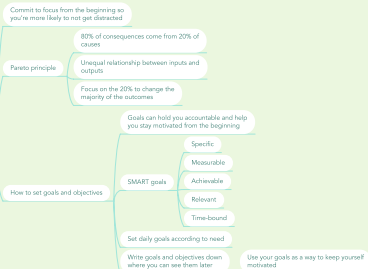 Commit to focus from the beginning so
you're more likely to not get distracted
80% of consequences come from 20% of
causes
Pareto principle
Unequal relationship between inputs and
outputs
Focus on the 20% to change the
majority of the outcomes
Goals can hold you accountable and help
you stay motivated from the beginning
Specific
Measurable
SMART goals
Achievable
How to set goals and objectives
Relevant
Time-bound
Set daily goals according to need
Write goals and objectives down
where you can see them later
Use your goals as a way to keep yourself
motivated